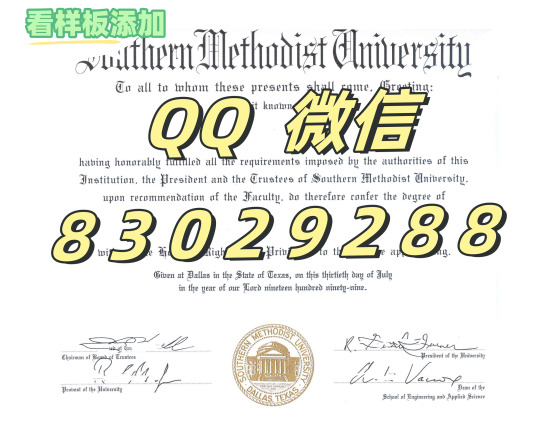 看样板添加
Southern Methodist University
To all to whom these presents shall come, Greeting:
it known
QQ 微信
having honorably fulfilled all the requirements imposed by the authorities of this
Institution, the President and the Trustees of Southern Methodist University,
upon recommendation of the Faculty, do therefore confer the degree of
83029288
Given at Dallas in the State of Texas, on this thirtieth day of July
in the year of our Lord nineteen hundred ninety-nine.
Chairman of Board of Trustees
President of the University
Provost of the University
Dean of the
School of Engineering and Applied Science
SOUTHERN METHODIST UNIVERSITY
DALLAS, TEXAS